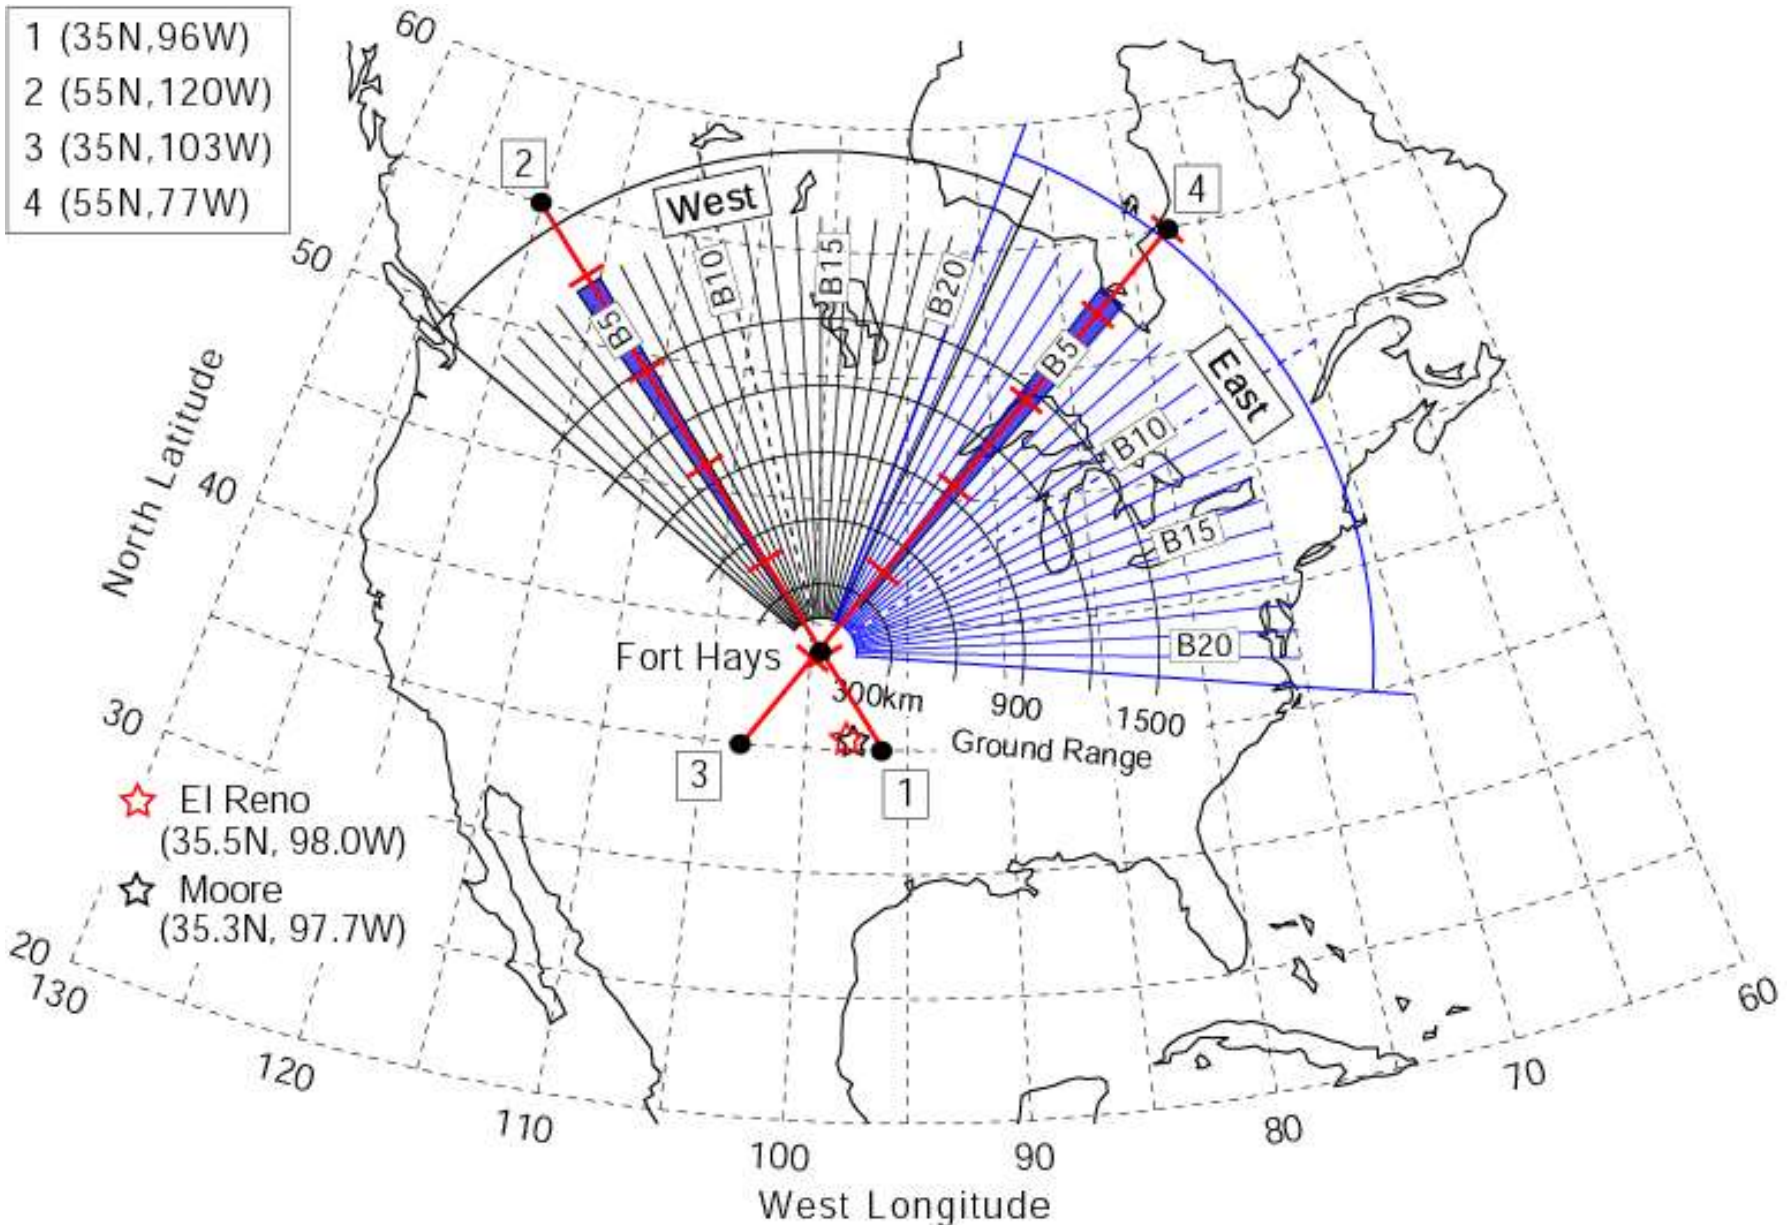 1 (35N,96W)
2 (55N,120W)
3 (35N,103W)
4 (55N,77W)
60
50
40
30
20
North Latitude
2
4
West
East
B5
B10
B15
B20
B5
B10
B15
B20
Fort Hays
300km
900
1500
Ground Range
3
1
El Reno
(35.5N, 98.0W)
Moore
(35.3N, 97.7W)
130
120
110
100
90
80
70
60
West Longitude